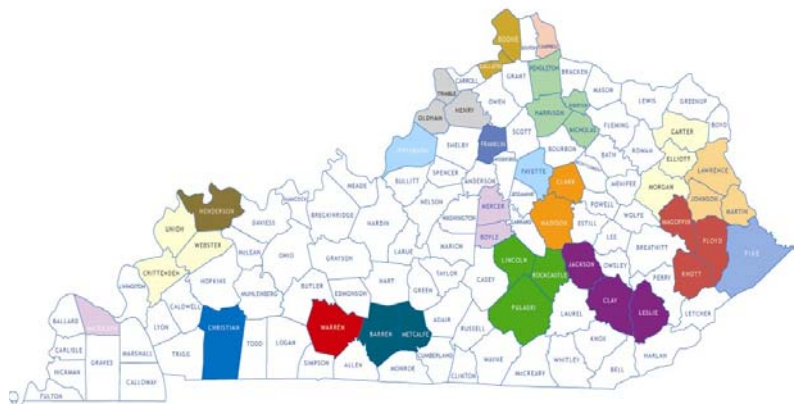 BOONE
CAMPBELL
GALLATIN
CARROLL
GRANT
PENDLETON
BRACKEN
TRIMBLE
OWEN
MASON
LEWIS
GREENUP
HENRY
HARRISON
OLDHAM
NICHOLAS
FLEMING
CARTER
BOYD
SCOTT
FRANKLIN
SHELBY
BOURBON
ROWAN
BATH
ELLIOTT
LAWRENCE
FAYETTE
SPENCER
BULLITT
ANDERSON
CLARK
MENIFEE
MORGAN
JOHNSON
MARTIN
MEADE
NELSON
MERCER
MADISON
POWELL
WOLFE
MAGOFFIN
HENDERSON
HANCOCK
BRECKINRIDGE
HARDIN
WASHINGTON
BOYLE
GARRARD
ESTILL
LEE
BREATHITT
FLOYD
PIKE
UNION
DAVIESS
WEBSTER
McLEAN
OHIO
GRAYSON
LARUE
MARION
LINCOLN
JACKSON
OWSLEY
PERRY
KNOTT
CRITTENDEN
HOPKINS
HART
TAYLOR
CASEY
ROCKCASTLE
CLAY
LESLIE
LETCHER
LIVINGSTON
MUHLENBERG
BUTLER
EDMONSON
GREEN
PULASKI
LAUREL
CALDWELL
BALLARD
LYON
CHRISTIAN
WARREN
BARREN
METCALFE
ADAIR
RUSSELL
KNOX
HARLAN
CARLISLE
GRAVES
MARSHALL
TRIGG
TODD
LOGAN
SIMPSON
ALLEN
MONROE
CUMBERLAND
CLINTON
WAYNE
McCREARY
WHITLEY
BELL
HICKMAN
CALLOWAY
FULTON